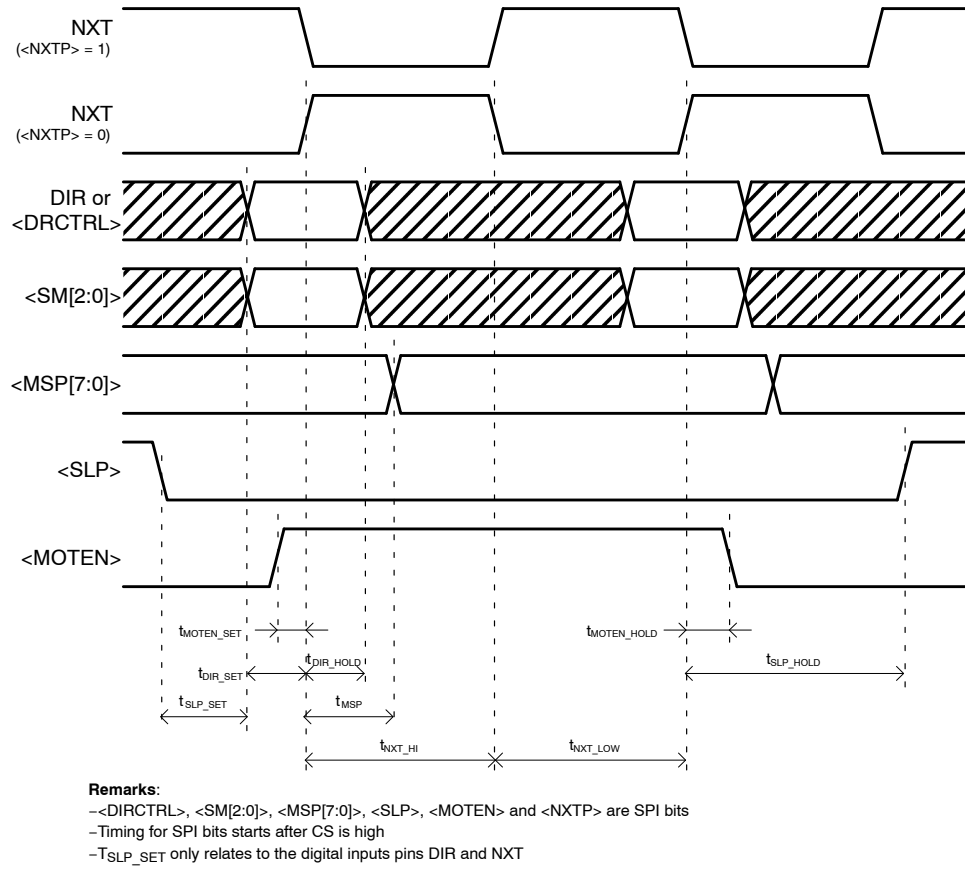 NXT
(<NXTP> = 1)
NXT
(<NXTP> = 0)
DIR or
<DRCTRL>
<SM[2:0]>
<MSP[7:0]>
<SLP>
<MOTEN>
tMOTEN_SET
tMOTEN_HOLD
tDIR_SET
tDIR_HOLD
tSLP_HOLD
tSLP_SET
tMSP
tNXT_HI
tNXT_LOW
Remarks:
–<DIRCTRL>, <SM[2:0]>, <MSP[7:0]>, <SLP>, <MOTEN> and <NXTP> are SPI bits
–Timing for SPI bits starts after CS is high
–TSLP_SET only relates to the digital inputs pins DIR and NXT